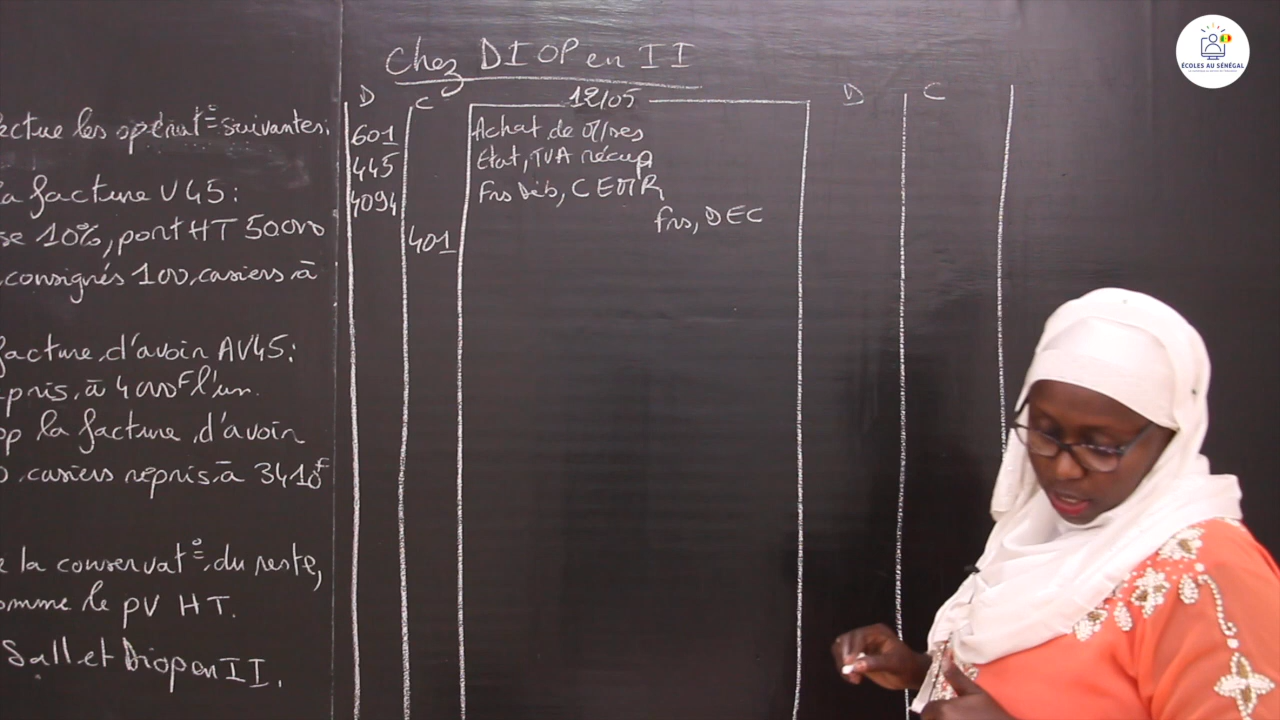 Chez DIOP en II
D C 12/05 D C
601 Achat de M/ses
445 Etat, TVA récup
4094 Frs Déb, CEMR
frs, DEC
401
ectue les opérat° suivantes:
a facture V45:
se 10%, port HT 50000
consignés 100 casiers à
facture d'avoir AV45:
pris à 4000F l'un.
op la facture d'avoir
casiers repris à 3410F
e la conservat° du reste,
omme le PV HT.
Sall et Diop en II.
ÉCOLES AU SÉNÉGAL